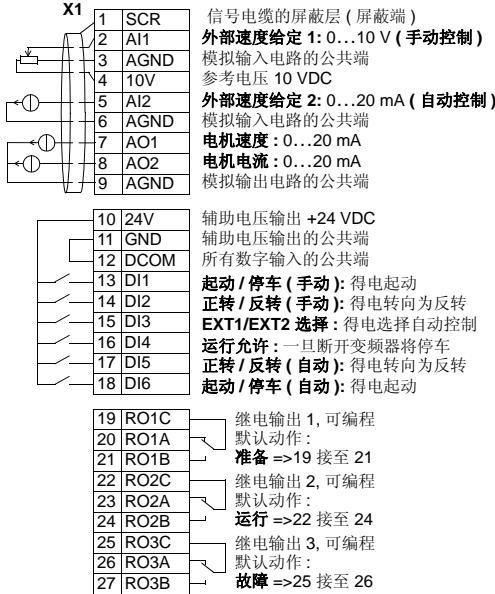 X1
1 SCR 信号电缆的屏蔽层 ( 屏蔽端 )
2 AI1 外部速度给定 1: 0…10 V ( 手动控制 )
3 AGND 模拟输入电路的公共端
4 10V 参考电压 10 VDC
5 AI2 外部速度给定 2: 0…20 mA ( 自动控制 )
6 AGND 模拟输入电路的公共端
7 AO1 电机速度 : 0…20 mA
8 AO2 电机电流 : 0…20 mA
9 AGND 模拟输出电路的公共端
10 24V 辅助电压输出 +24 VDC
11 GND 辅助电压输出的公共端
12 DCOM 所有数字输入的公共端
13 DI1 起动 / 停车 ( 手动 ): 得电起动
14 DI2 正转 / 反转 ( 手动 ): 得电转向为反转
15 DI3 EXT1/EXT2 选择 : 得电选择自动控制
16 DI4 运行允许 : 一旦断开变频器将停车
17 DI5 正转 / 反转 ( 自动 ): 得电转向为反转
18 DI6 起动 / 停车 ( 自动 ): 得电起动
19 RO1C 继电输出 1, 可编程
20 RO1A 默认动作 :
21 RO1B 准备 =>19 接至 21
22 RO2C 继电输出 2, 可编程
23 RO2A 默认动作 :
24 RO2B 运行 =>22 接至 24
25 RO3C 继电输出 3, 可编程
26 RO3A 默认动作 :
27 RO3B 故障 =>25 接至 26